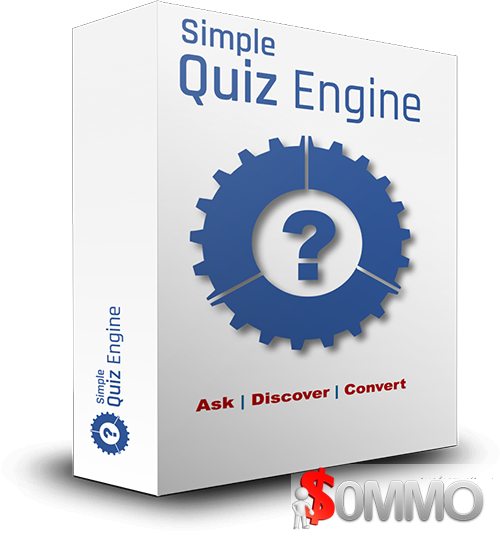 Simple
Quiz Engine
?
Ask | Discover | Convert
Simple
Quiz Engine
?
$OMMO